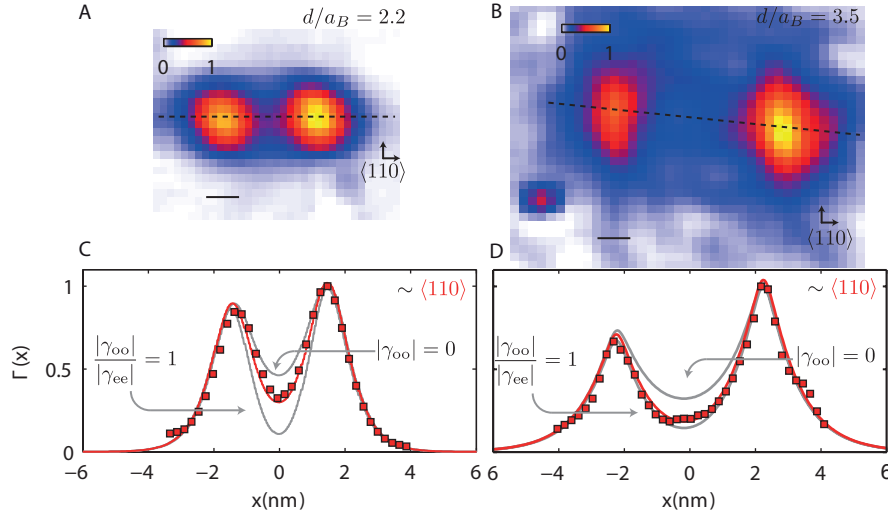 A
d/a_B = 2.2
0 1
⟨110⟩
B
d/a_B = 3.5
0 1
⟨110⟩
C
~ ⟨110⟩
|γ_oo|
|γ_ee| = 1
|γ_oo| = 0
Γ (x)
1
0.5
0
−6 −4 −2 0 2 4 6
x(nm)
D
~ ⟨110⟩
|γ_oo|
|γ_ee| = 1
|γ_oo| = 0
6 −4 −2 0 2 4 6
x(nm)